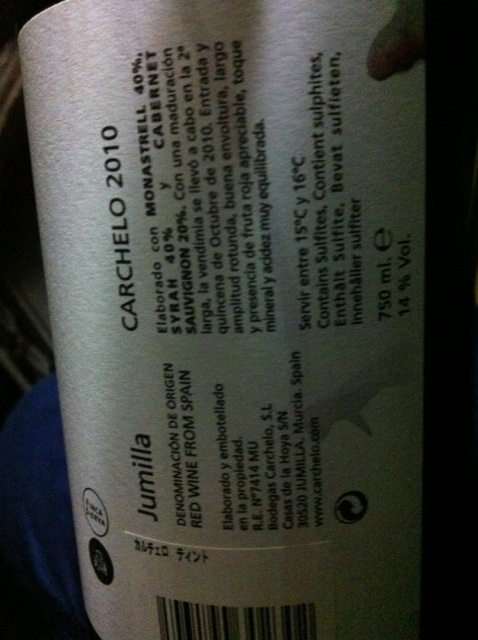 CARCHELO 2010
Elaborado con MONASTRELL 40%,
SYRAH 40% y CABERNET
SAUVIGNON 20%. Con una maduración
larga, la vendimia se llevó a cabo en la 2ª
quincena de Octubre de 2010. Entrada y
amplitud rotunda, buena envoltura, largo
y presencia de fruta roja apreciable, toque
mineral y acidez muy equilibrada.
Servir entre 15°C y 16°C
Contains Sulfites, Contient sulphites,
Enthält Sulfite, Bevat sulfieten,
Innehåller sulfiter
750 ml. e
14 % Vol.
Jumilla
DENOMINACIÓN DE ORIGEN
RED WINE FROM SPAIN
Elaborado y embotellado
en la propiedad.
R.E. Nº7414 MU
Bodegas Carchelo, S.L
Casas de la Hoya S/N
30520 JUMILLA. Murcia. Spain
www.carchelo.com
カルチェロ ティント